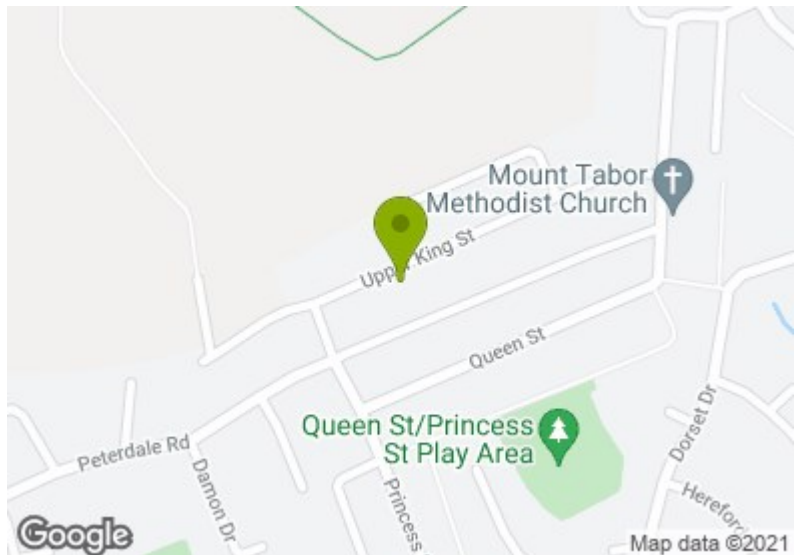 Mount Tabor
Methodist Church
Upper King St
Queen St
Queen St/Princess
St Play Area
Peterdale Rd
Damon Dr
Princess
Dorset Dr
Hereford
Google
Map data ©2021